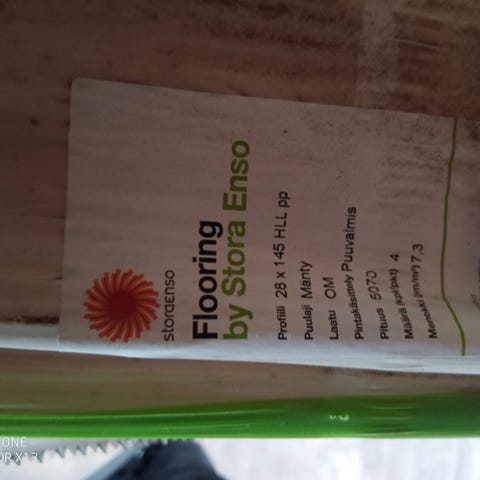 storaenso
Flooring
by Stora Enso
Profiili 28 x 145 HLL pp
Puulaji Mänty
Laatu OM
Pintakäsittely Puuvalmis
Pituus 5070
Määrä (kpl/pkt) 4
Menekki (jm/m²) 7,3